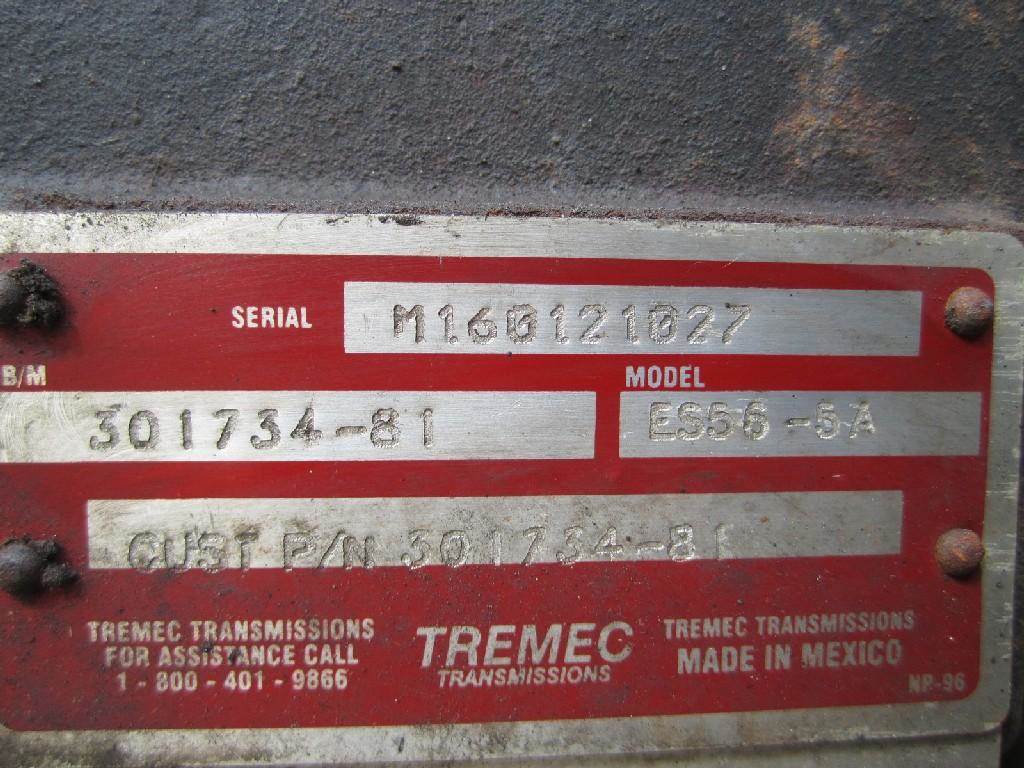 SERIAL M160121027
B/M
MODEL
301734-81
ES56-5A
CUST P/N 301734-81
TREMEC TRANSMISSIONS
FOR ASSISTANCE CALL
1-800-401-9866
TREMEC
TRANSMISSIONS
TREMEC TRANSMISSIONS
MADE IN MEXICO
NP-96